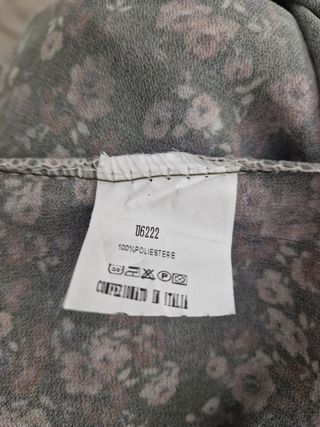 U6222
100%POLIESTERE
CONFEZIONATO IN ITALIA